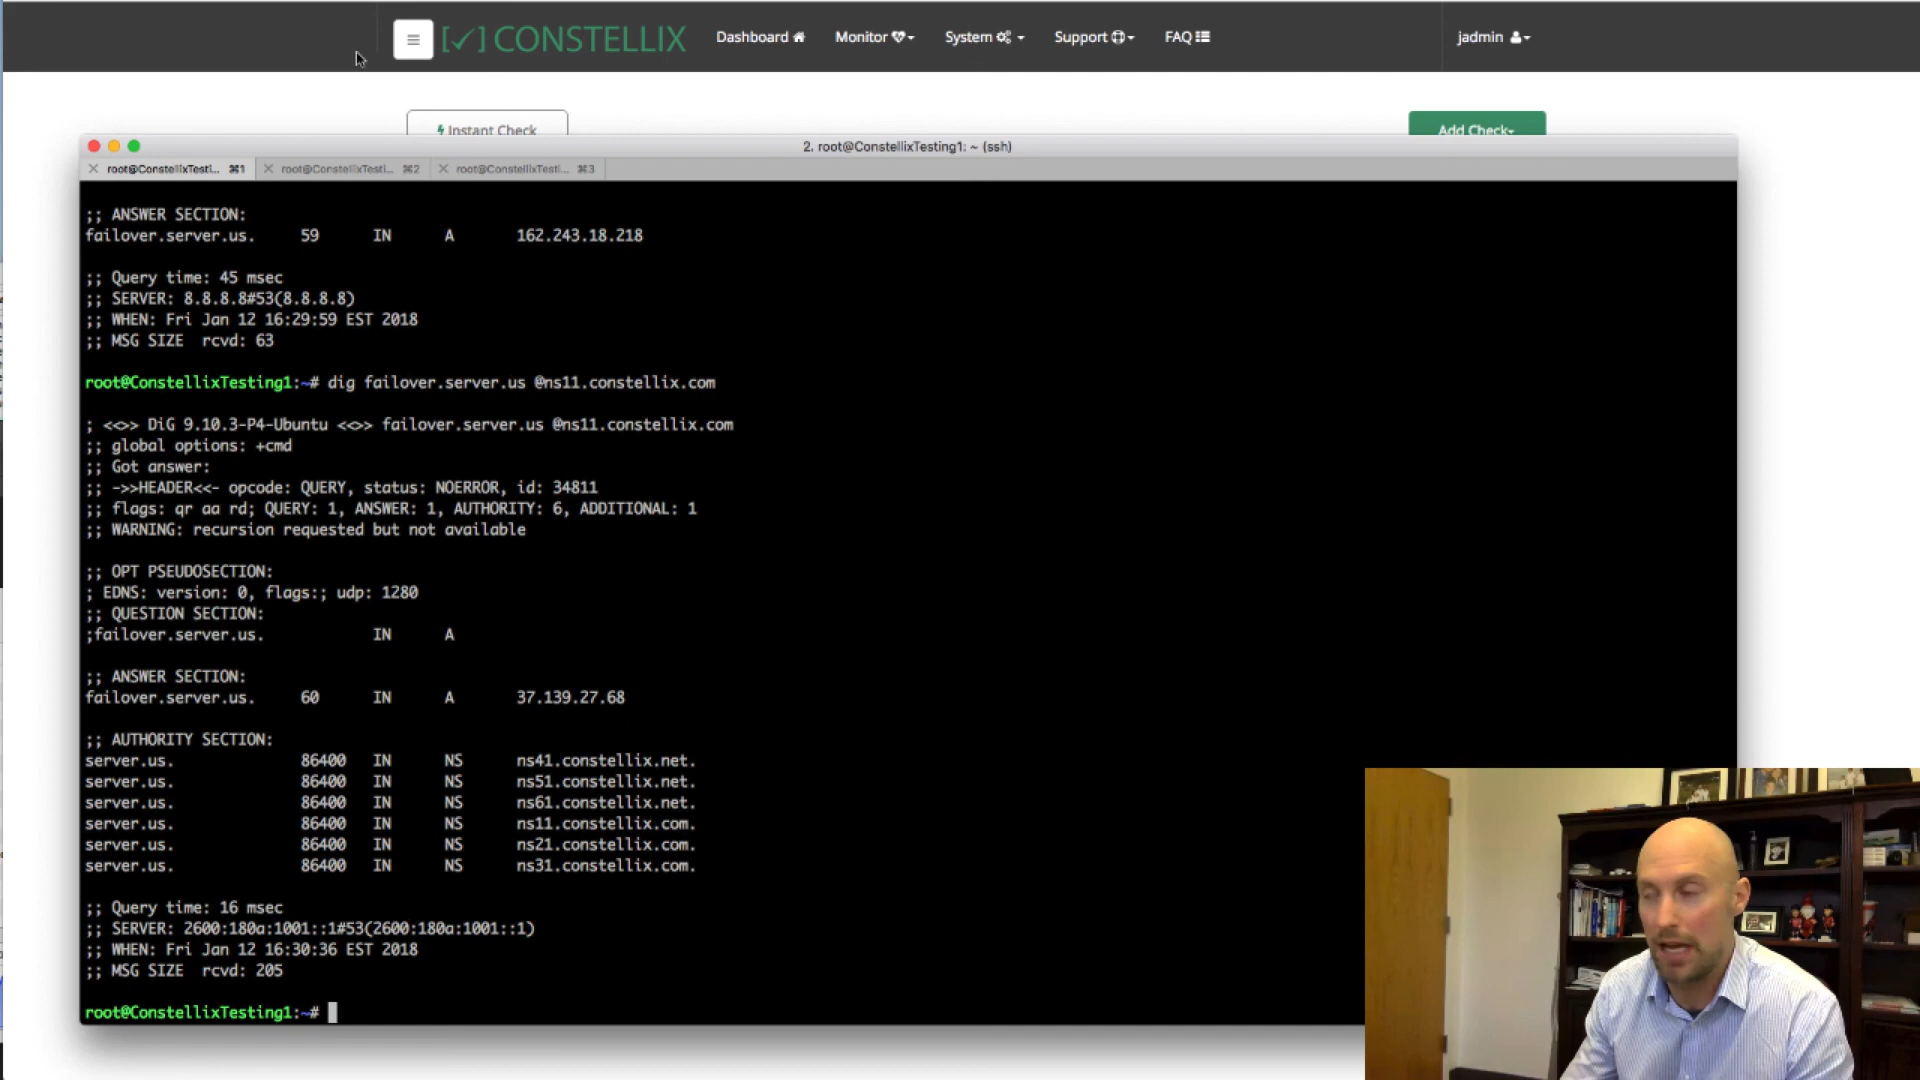 [✓] CONSTELLIX Dashboard Monitor System Support FAQ jadmin
Instant Check Add Check
2. root@ConstellixTesting1: ~ (ssh)
root@ConstellixTesti... ⌘1 root@ConstellixTesti... ⌘2 root@ConstellixTesti... ⌘3
;; ANSWER SECTION:
failover.server.us. 59 IN A 162.243.18.218
;; Query time: 45 msec
;; SERVER: 8.8.8.8#53(8.8.8.8)
;; WHEN: Fri Jan 12 16:29:59 EST 2018
;; MSG SIZE rcvd: 63
root@ConstellixTesting1:~# dig failover.server.us @ns11.constellix.com
; <<>> DiG 9.10.3-P4-Ubuntu <<>> failover.server.us @ns11.constellix.com
;; global options: +cmd
;; Got answer:
;; ->>HEADER<<- opcode: QUERY, status: NOERROR, id: 34811
;; flags: qr aa rd; QUERY: 1, ANSWER: 1, AUTHORITY: 6, ADDITIONAL: 1
;; WARNING: recursion requested but not available
;; OPT PSEUDOSECTION:
; EDNS: version: 0, flags:; udp: 1280
;; QUESTION SECTION:
;failover.server.us. IN A
;; ANSWER SECTION:
failover.server.us. 60 IN A 37.139.27.68
;; AUTHORITY SECTION:
server.us. 86400 IN NS ns41.constellix.net.
server.us. 86400 IN NS ns51.constellix.net.
server.us. 86400 IN NS ns61.constellix.net.
server.us. 86400 IN NS ns11.constellix.com.
server.us. 86400 IN NS ns21.constellix.com.
server.us. 86400 IN NS ns31.constellix.com.
;; Query time: 16 msec
;; SERVER: 2600:180a:1001::1#53(2600:180a:1001::1)
;; WHEN: Fri Jan 12 16:30:36 EST 2018
;; MSG SIZE rcvd: 205
root@ConstellixTesting1:~#